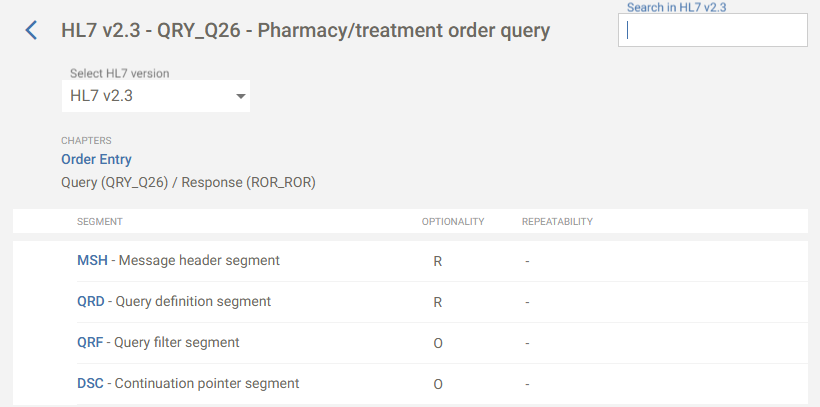 HL7 v2.3 - QRY_Q26 - Pharmacy/treatment order query
Search in HL7 v2.3
Select HL7 version
HL7 v2.3
CHAPTERS
Order Entry
Query (QRY_Q26) / Response (ROR_ROR)
SEGMENT OPTIONALITY REPEATABILITY
MSH - Message header segment R -
QRD - Query definition segment R -
QRF - Query filter segment O -
DSC - Continuation pointer segment O -